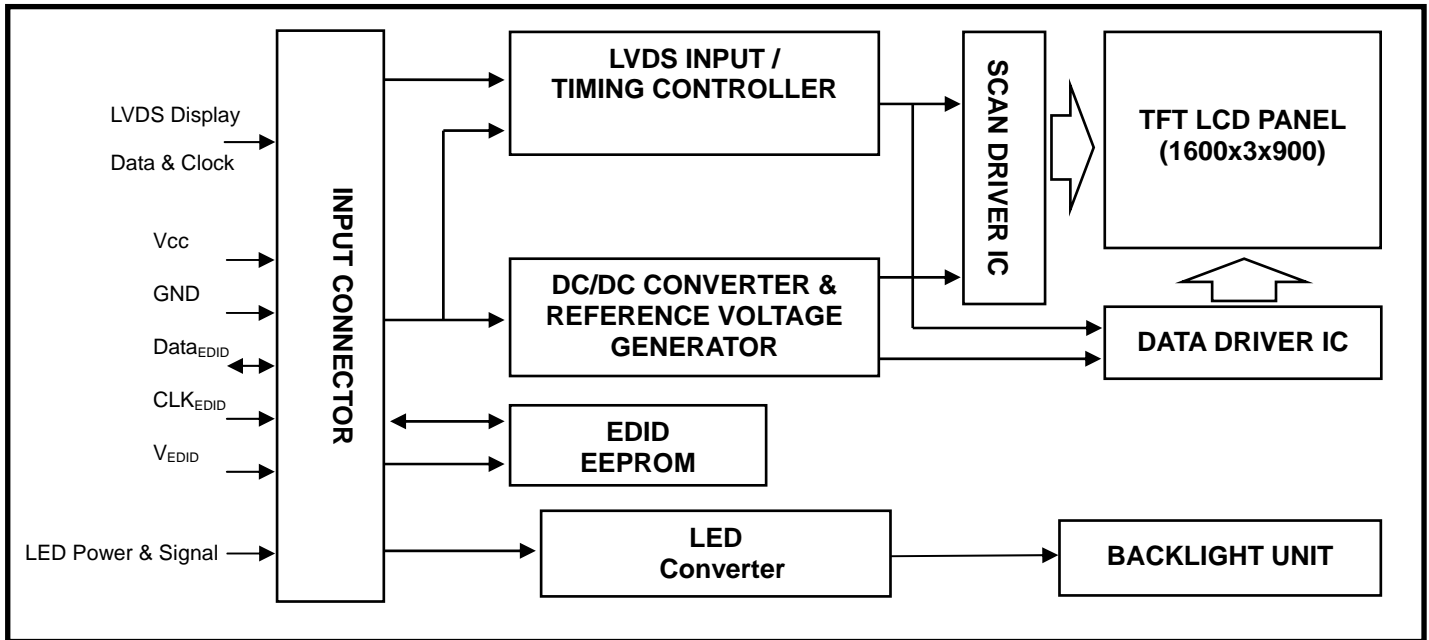 LVDS Display
Data & Clock
Vcc
GND
DataEDID
CLKEDID
VEDID
LED Power & Signal
INPUT CONNECTOR
LVDS INPUT /
TIMING CONTROLLER
DC/DC CONVERTER &
REFERENCE VOLTAGE
GENERATOR
EDID
EEPROM
LED
Converter
SCAN DRIVER IC
TFT LCD PANEL
(1600x3x900)
DATA DRIVER IC
BACKLIGHT UNIT